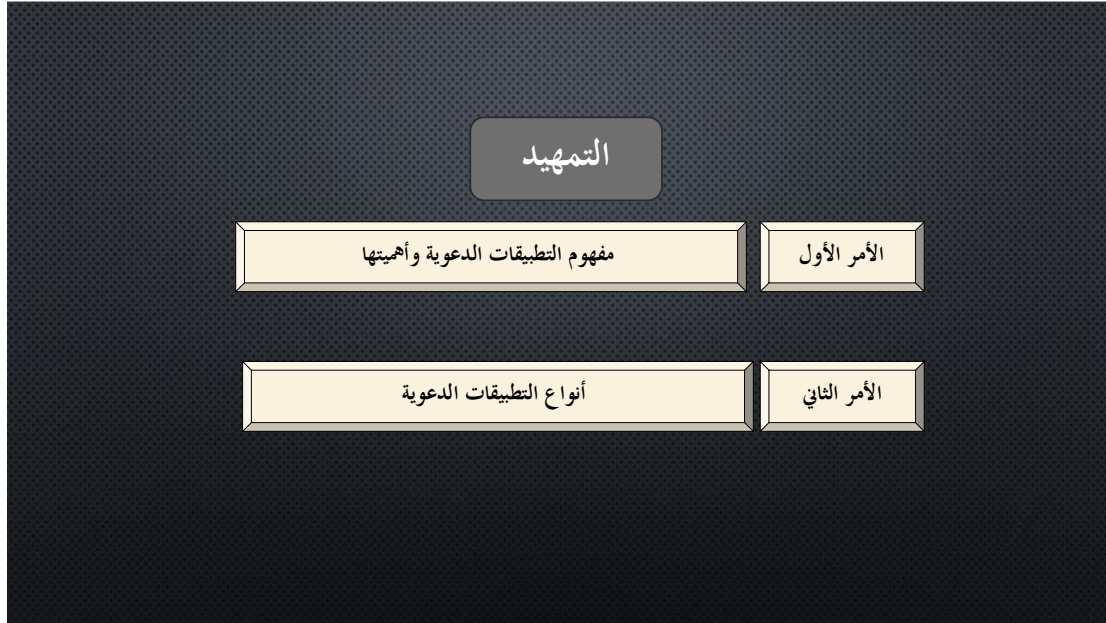 التمهيد
الأمر الأول
مفهوم التطبيقات الدعوية وأهميتها
الأمر الثاني
أنواع التطبيقات الدعوية